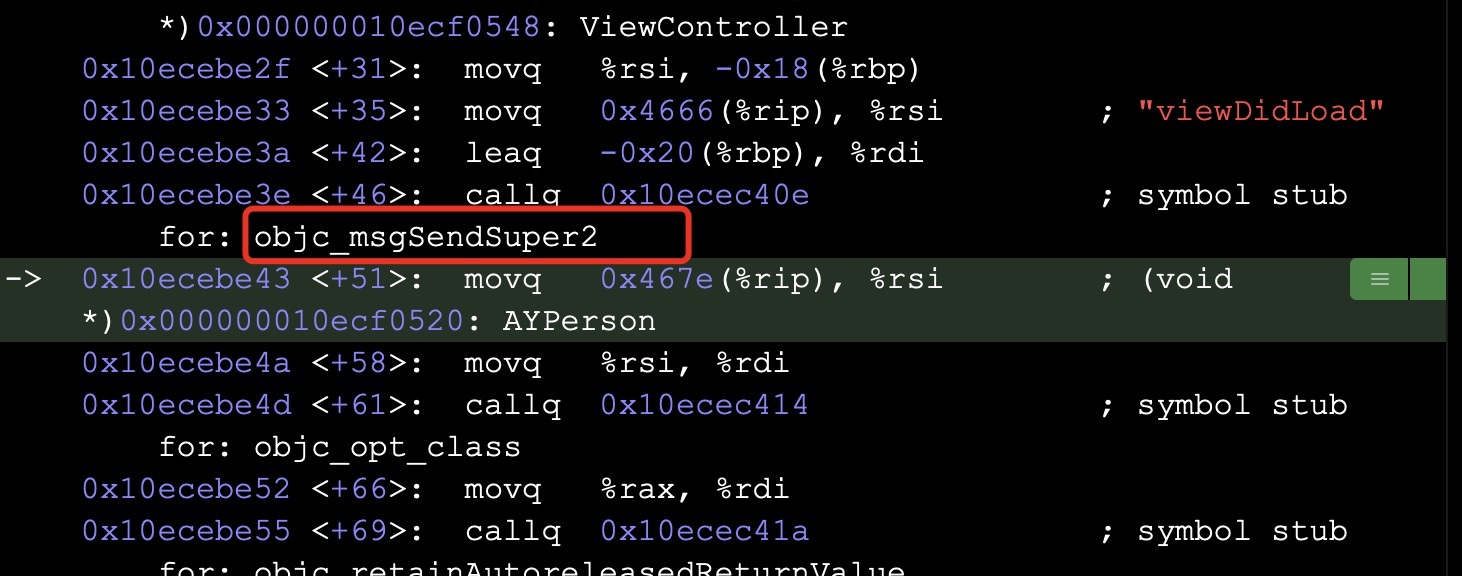 *)0x000000010ecf0548: ViewController
0x10ecebe2f <+31>: movq %rsi, -0x18(%rbp)
0x10ecebe33 <+35>: movq 0x4666(%rip), %rsi ; "viewDidLoad"
0x10ecebe3a <+42>: leaq -0x20(%rbp), %rdi
0x10ecebe3e <+46>: callq 0x10ecec40e ; symbol stub
for: objc_msgSendSuper2
-> 0x10ecebe43 <+51>: movq 0x467e(%rip), %rsi ; (void
*)0x000000010ecf0520: AYPerson
0x10ecebe4a <+58>: movq %rsi, %rdi
0x10ecebe4d <+61>: callq 0x10ecec414 ; symbol stub
for: objc_opt_class
0x10ecebe52 <+66>: movq %rax, %rdi
0x10ecebe55 <+69>: callq 0x10ecec41a ; symbol stub
for: objc_retainAutoreleasedReturnValue